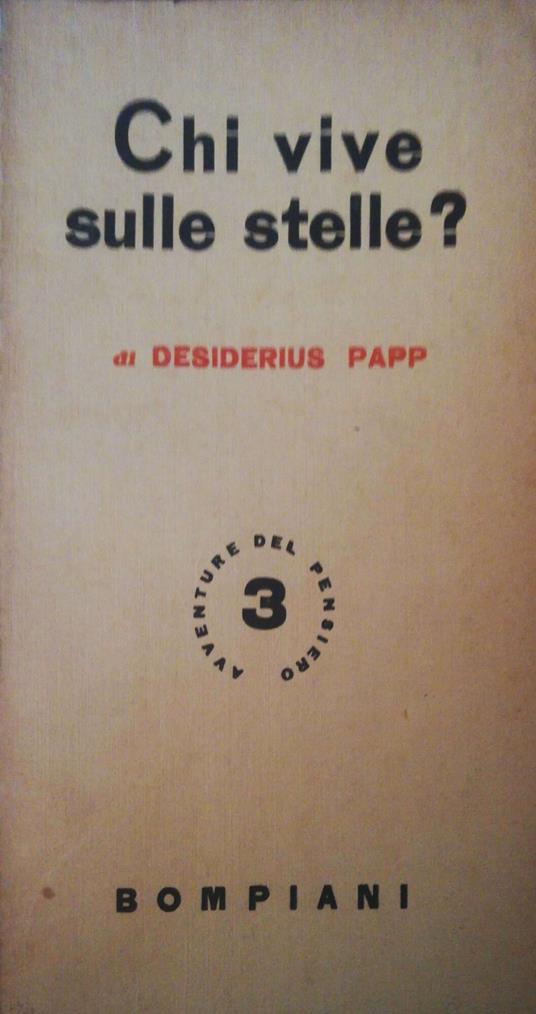 Chi vive
sulle stelle?
di DESIDERIUS PAPP
AVVENTURE DEL PENSIERO
3
BOMPIANI